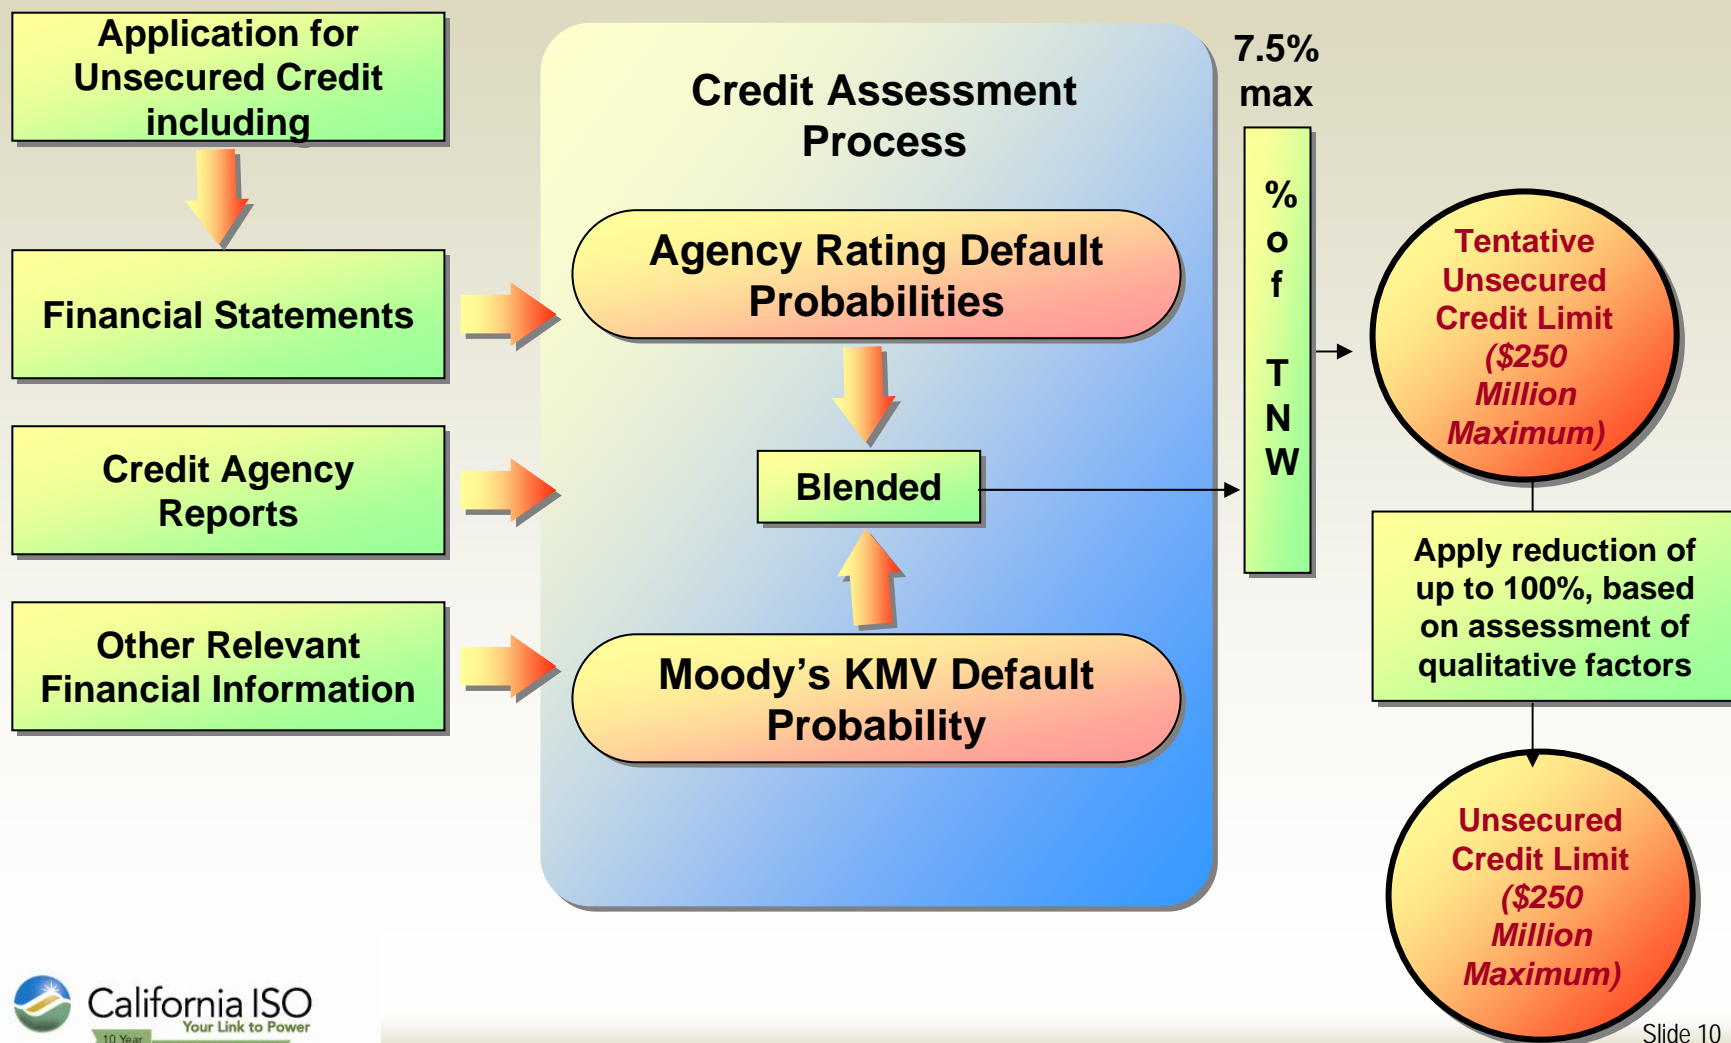 Application for
Unsecured Credit
including
Financial Statements
Credit Agency
Reports
Other Relevant
Financial Information
Credit Assessment
Process
Agency Rating Default
Probabilities
Blended
Moody’s KMV Default
Probability
7.5%
max
%
o
f
T
N
W
Tentative
Unsecured
Credit Limit
($250
Million
Maximum)
Apply reduction of
up to 100%, based
on assessment of
qualitative factors
Unsecured
Credit Limit
($250
Million
Maximum)
California ISO
Your Link to Power
10 Year
Slide 10